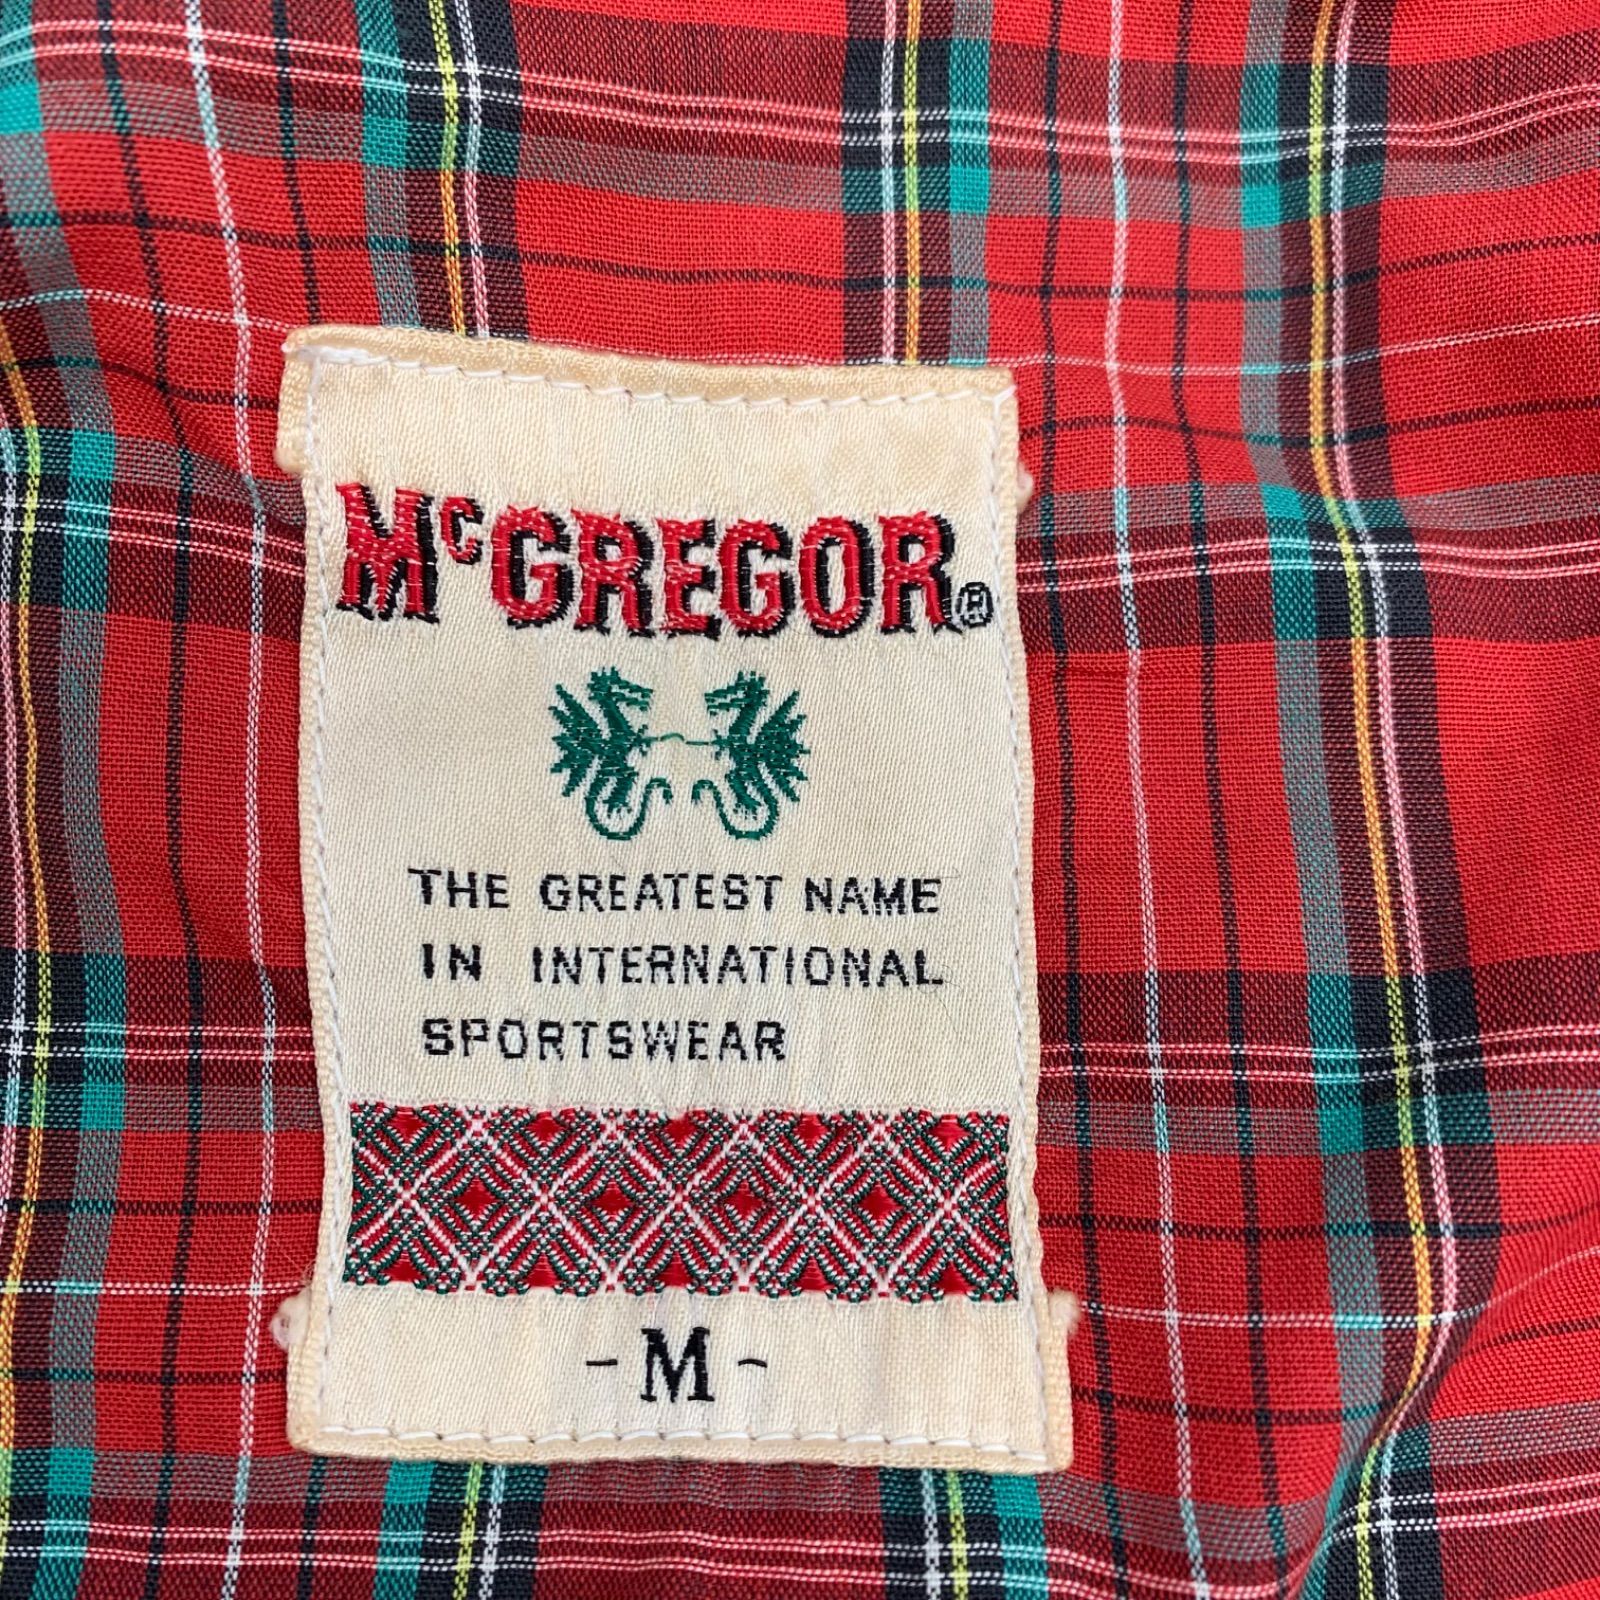 McGREGOR®
THE GREATEST NAME
IN INTERNATIONAL
SPORTSWEAR
-M-